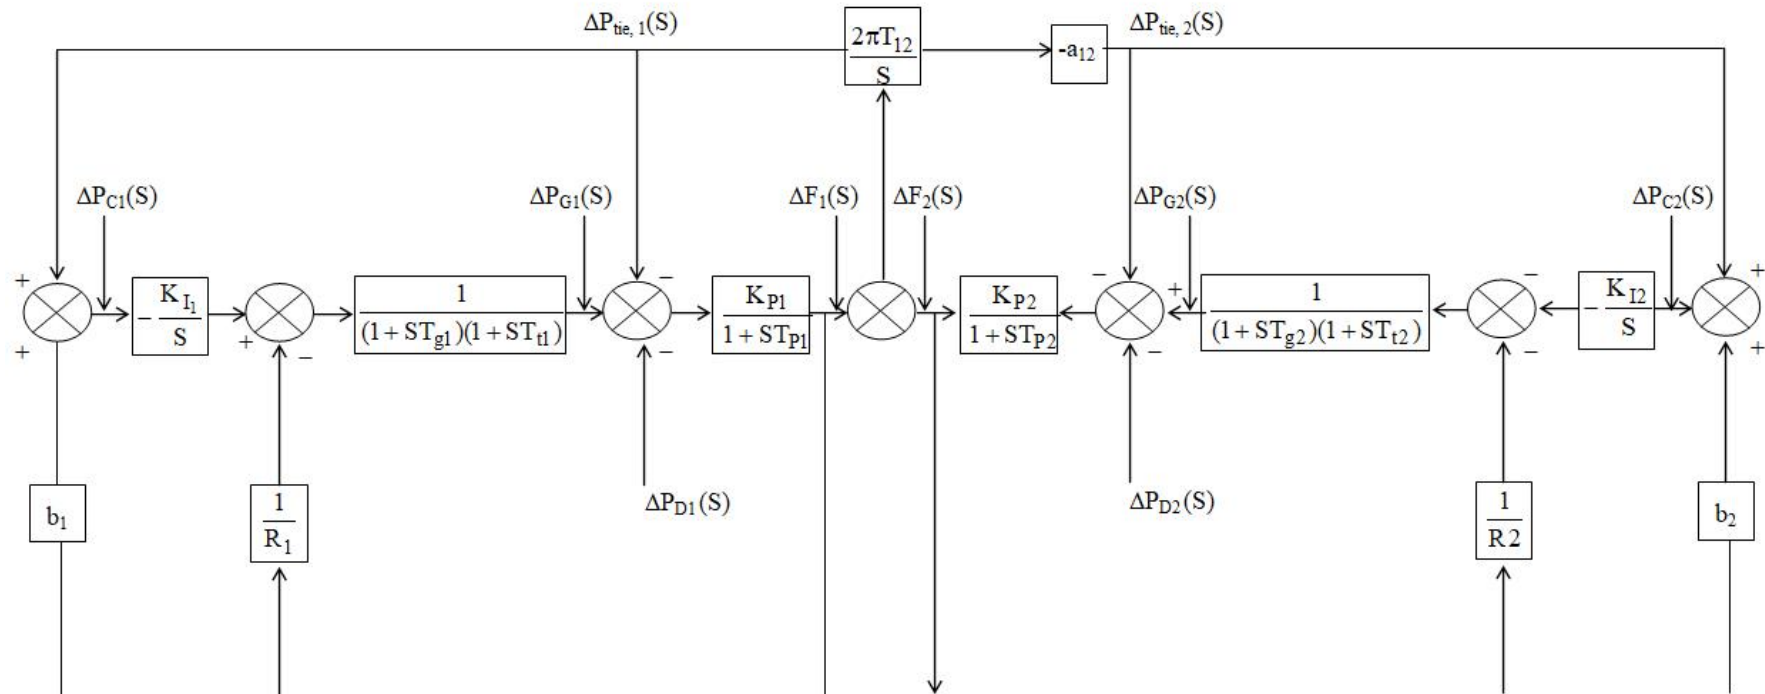 ΔP_tie, 1(S)
2πT_12
S
-a_12
ΔP_tie, 2(S)
ΔP_C1(S)
ΔP_G1(S)
ΔF_1(S)
ΔF_2(S)
ΔP_G2(S)
ΔP_C2(S)
+
−
−
+
−
+
− K_I1
S
1
(1+ST_g1)(1+ST_t1)
K_P1
1+ST_P1
K_P2
1+ST_P2
1
(1+ST_g2)(1+ST_t2)
− K_I2
S
+
+
−
−
−
−
−
+
b_1
1
R_1
ΔP_D1(S)
ΔP_D2(S)
1
R2
b_2